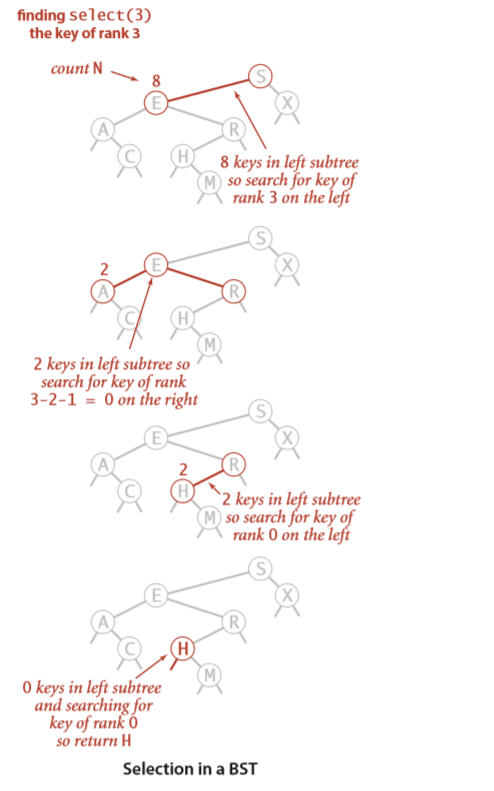 finding select(3)
the key of rank 3
count N
8
S
E
X
A
R
C
H
M
8 keys in left subtree
so search for key of
rank 3 on the left
S
2
E
X
A
R
C
H
M
2 keys in left subtree so
search for key of rank
3-2-1 = 0 on the right
S
E
X
A
2
R
C
H
M
2 keys in left subtree
so search for key of
rank 0 on the left
S
E
X
A
R
C
H
M
0 keys in left subtree
and searching for
key of rank 0
so return H
Selection in a BST